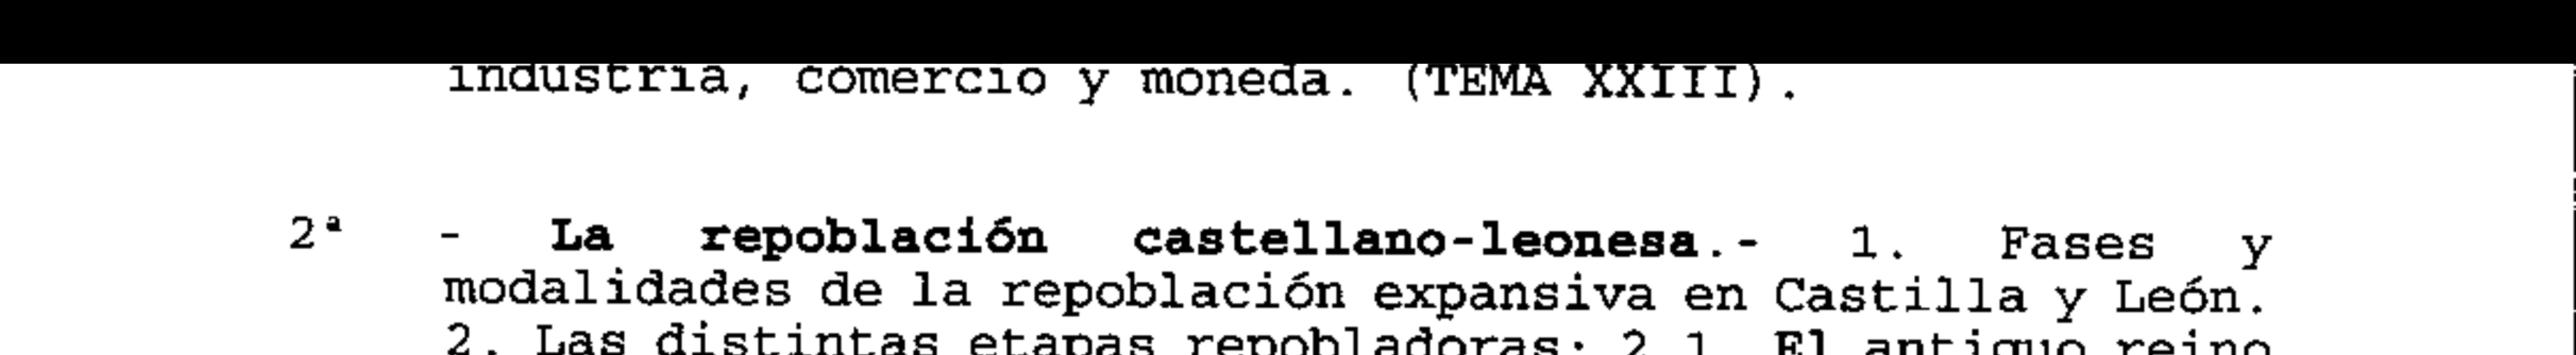 industria, comercio y moneda. (TEMA XXIII).
2ª - La repoblación castellano-leonesa.- 1. Fases y
modalidades de la repoblación expansiva en Castilla y León.
2. Las distintas etapas repobladoras: 2.1. El antiguo reino